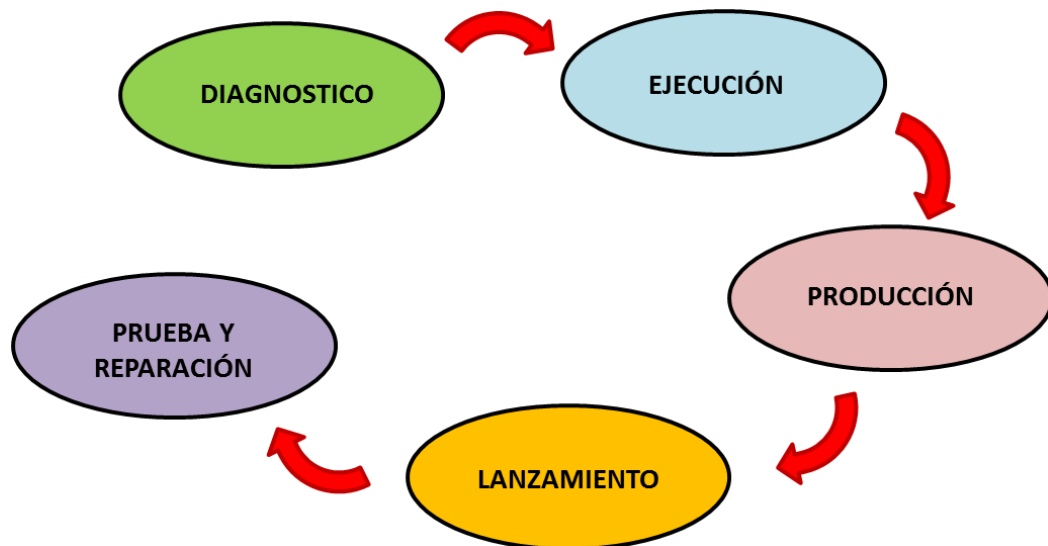 DIAGNOSTICO
EJECUCIÓN
PRODUCCIÓN
LANZAMIENTO
PRUEBA Y
REPARACIÓN